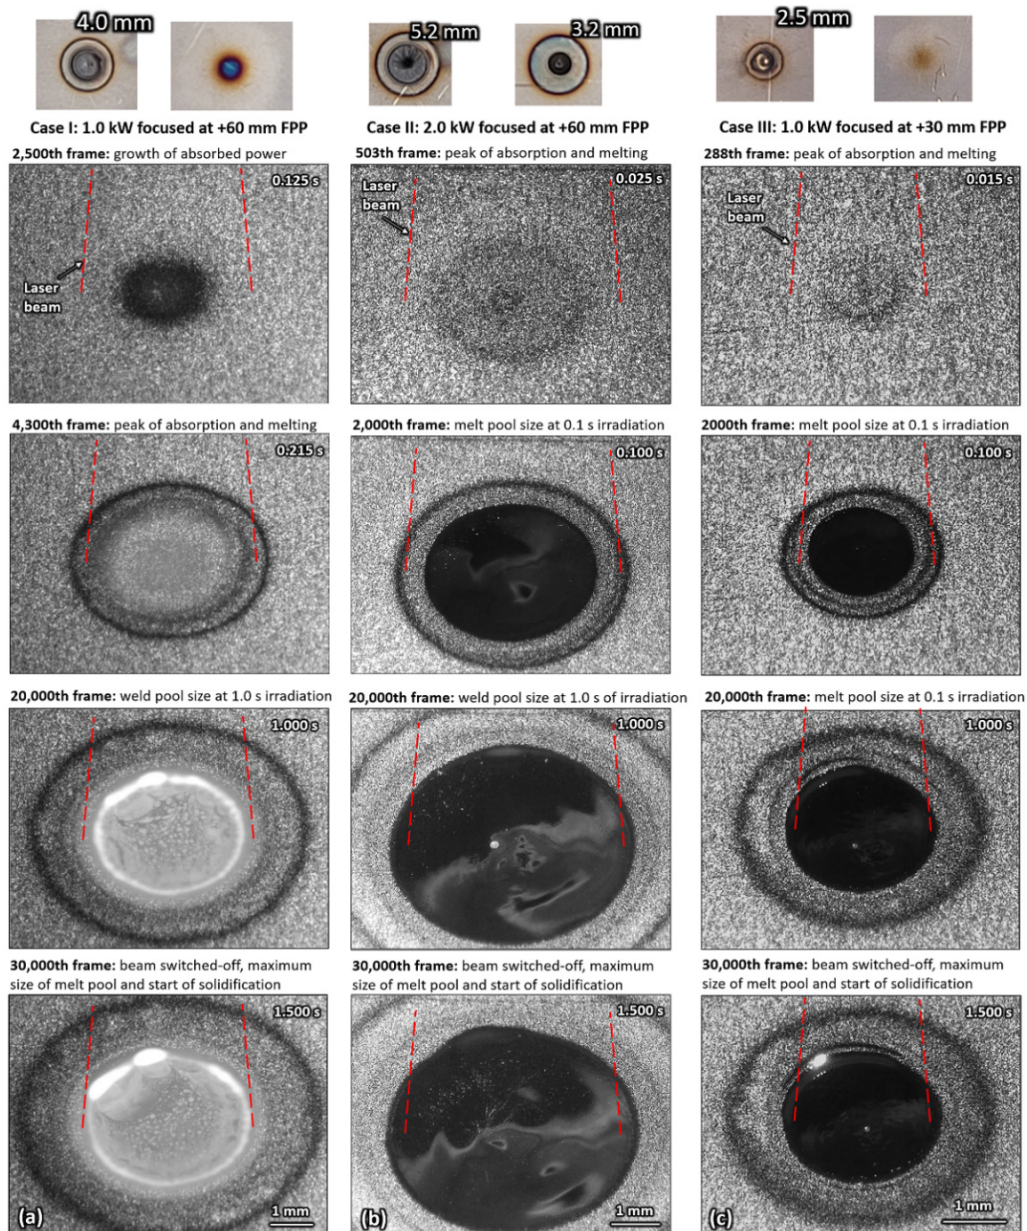 4.0 mm
5.2 mm
3.2 mm
2.5 mm
Case I: 1.0 kW focused at +60 mm FPP
Case II: 2.0 kW focused at +60 mm FPP
Case III: 1.0 kW focused at +30 mm FPP
2,500th frame: growth of absorbed power
503th frame: peak of absorption and melting
288th frame: peak of absorption and melting
0.125 s
Laser
beam
0.025 s
Laser
beam
0.015 s
Laser
beam
4,300th frame: peak of absorption and melting
2,000th frame: melt pool size at 0.1 s irradiation
2000th frame: melt pool size at 0.1 s irradiation
0.215 s
0.100 s
0.100 s
20,000th frame: weld pool size at 1.0 s irradiation
20,000th frame: weld pool size at 1.0 s of irradiation
20,000th frame: melt pool size at 0.1 s irradiation
1.000 s
1.000 s
1.000 s
30,000th frame: beam switched-off, maximum
size of melt pool and start of solidification
30,000th frame: beam switched-off, maximum
size of melt pool and start of solidification
30,000th frame: beam switched-off, maximum
size of melt pool and start of solidification
1.500 s
1.500 s
1.500 s
(a)
1 mm
(b)
1 mm
(c)
1 mm